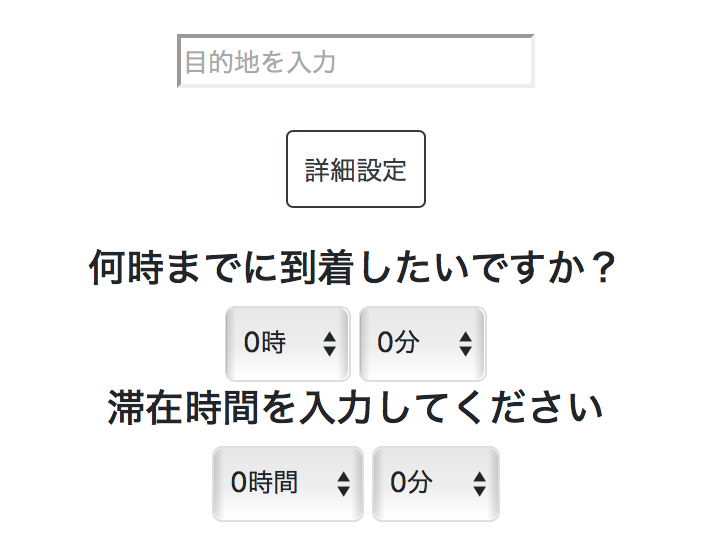 目的地を入力
詳細設定
何時までに到着したいですか？
0時 0分
滞在時間を入力してください
0時間 0分